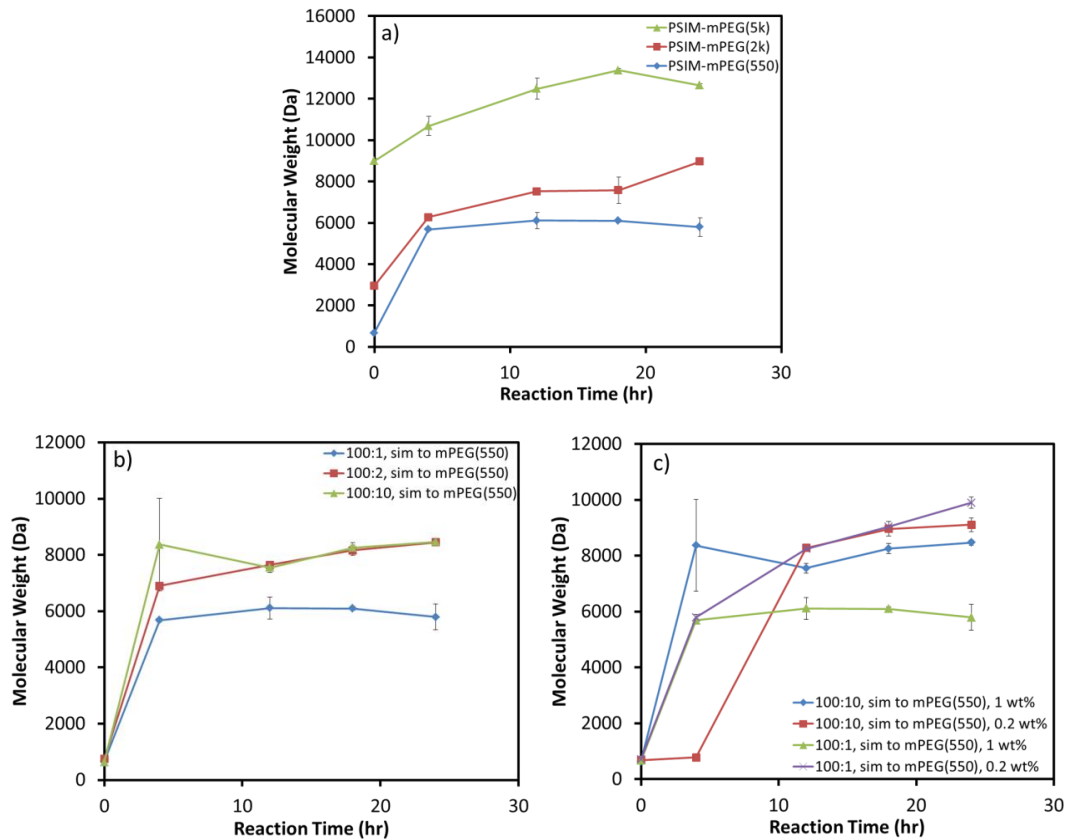 a)
PSIM-mPEG(5k)
PSIM-mPEG(2k)
PSIM-mPEG(550)
Molecular Weight (Da)
16000
14000
12000
10000
8000
6000
4000
2000
0
0 10 20 30
Reaction Time (hr)
b)
100:1, sim to mPEG(550)
100:2, sim to mPEG(550)
100:10, sim to mPEG(550)
Molecular Weight (Da)
12000
10000
8000
6000
4000
2000
0
0 10 20 30
Reaction Time (hr)
c)
Molecular Weight (Da)
12000
10000
8000
6000
4000
2000
0
100:10, sim to mPEG(550), 1 wt%
100:10, sim to mPEG(550), 0.2 wt%
100:1, sim to mPEG(550), 1 wt%
100:1, sim to mPEG(550), 0.2 wt%
0 10 20 30
Reaction Time (hr)